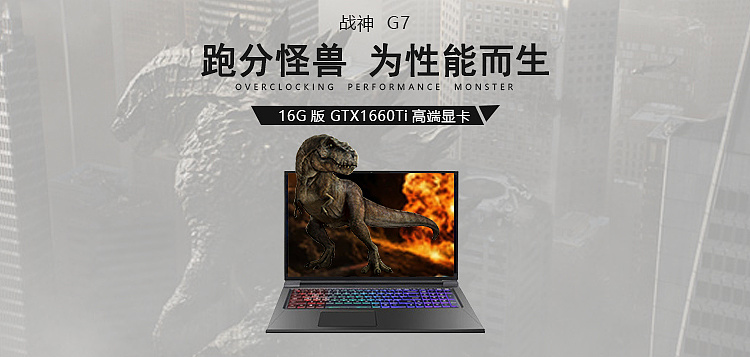 战神 G7
跑分怪兽 为性能而生
OVERCLOCKING PERFORMANCE MONSTER
16G 版 GTX1660Ti 高端显卡